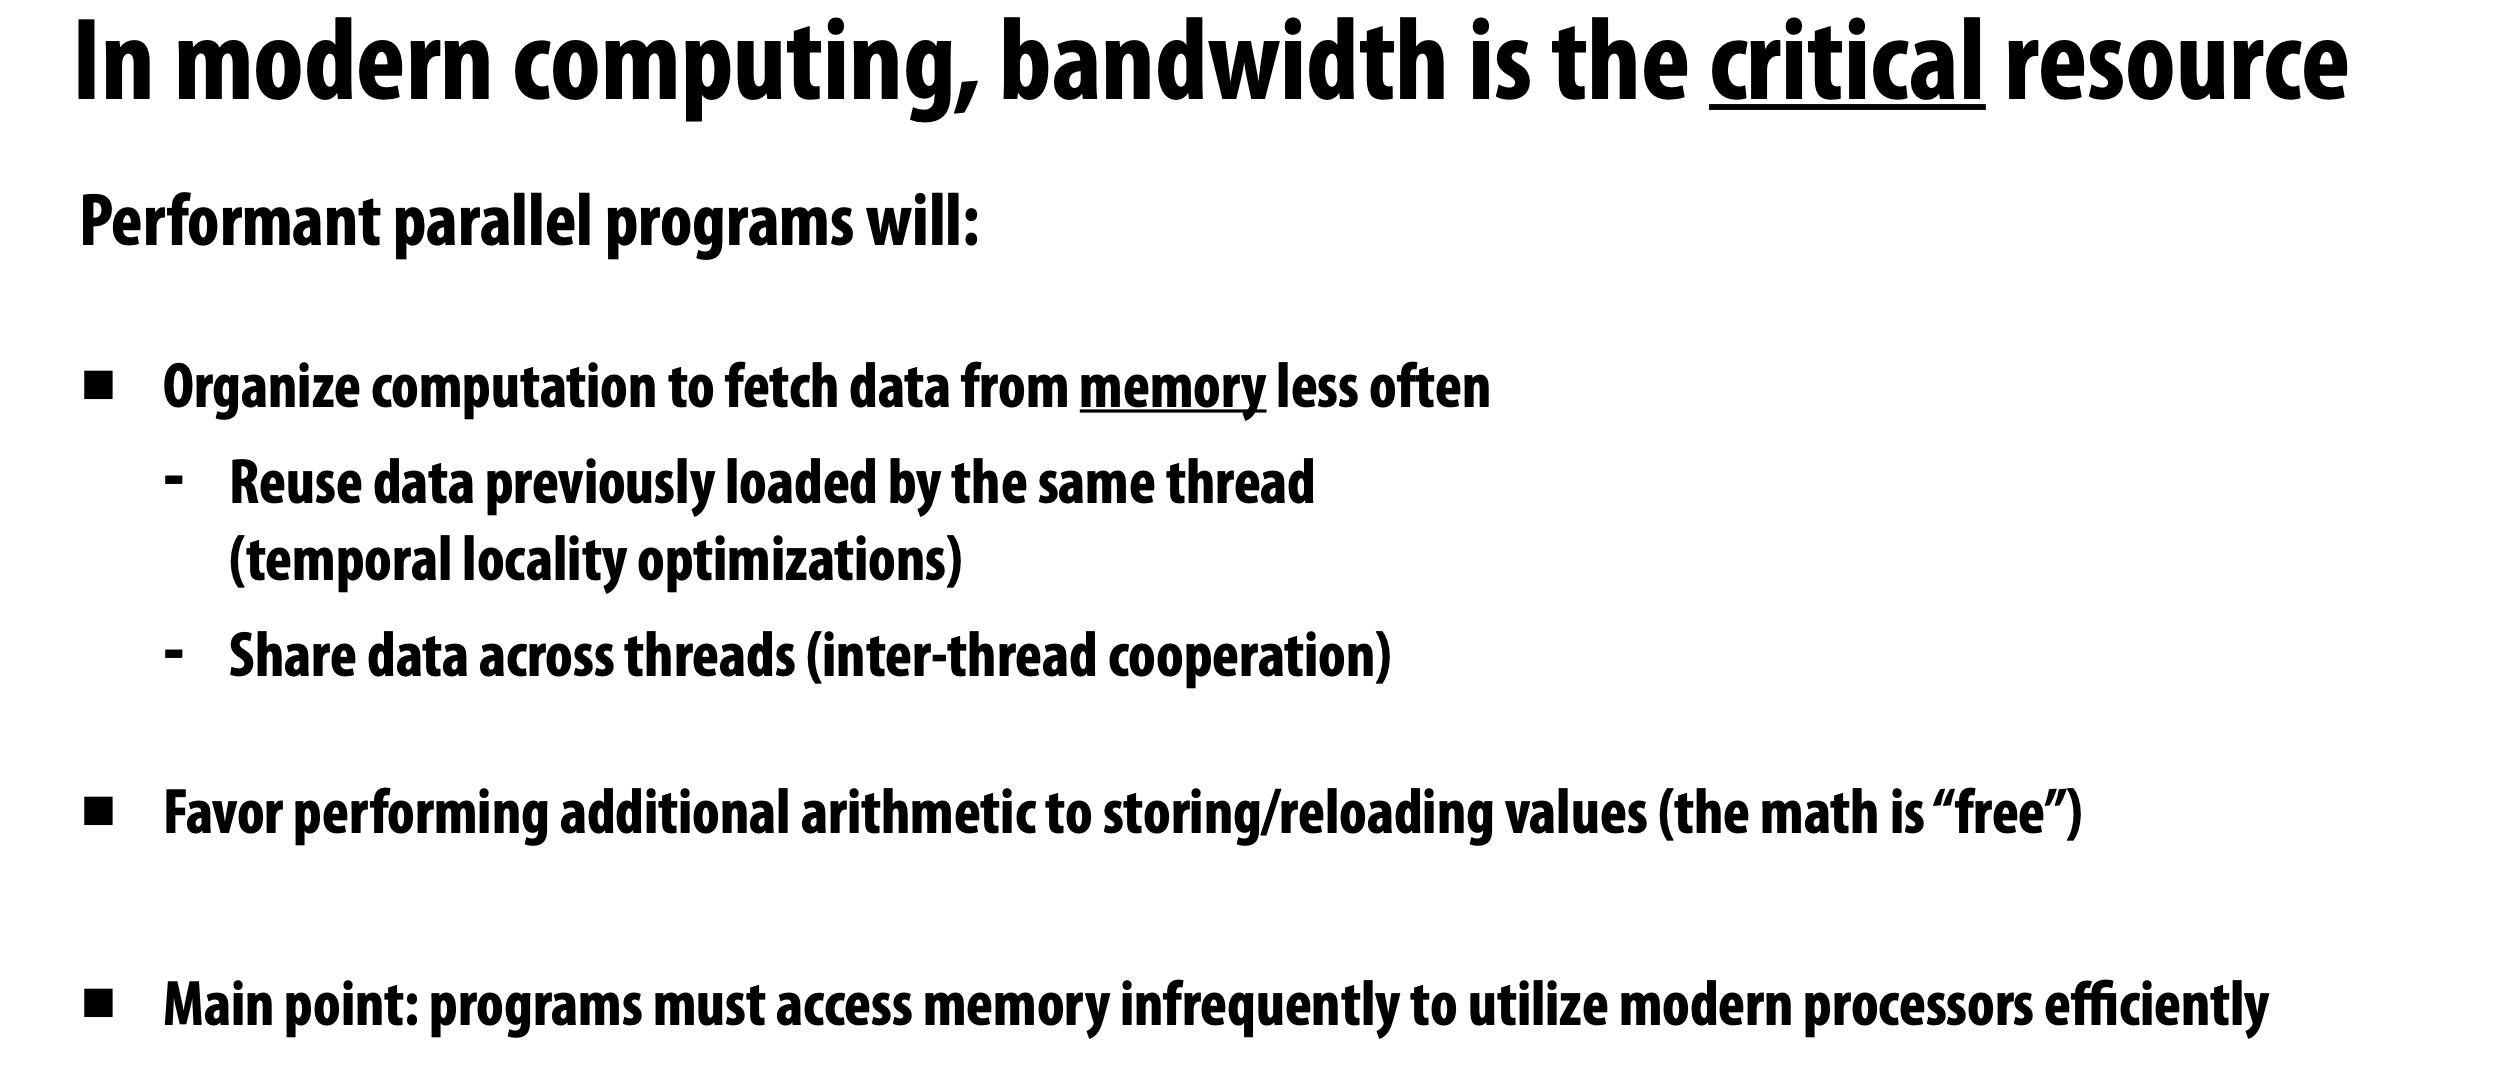 In modern computing, bandwidth is the critical resource
Performant parallel programs will:
■ Organize computation to fetch data from memory less often
- Reuse data previously loaded by the same thread
(temporal locality optimizations)
- Share data across threads (inter-thread cooperation)
■ Favor performing additional arithmetic to storing/reloading values (the math is “free”)
■ Main point: programs must access memory infrequently to utilize modern processors efficiently